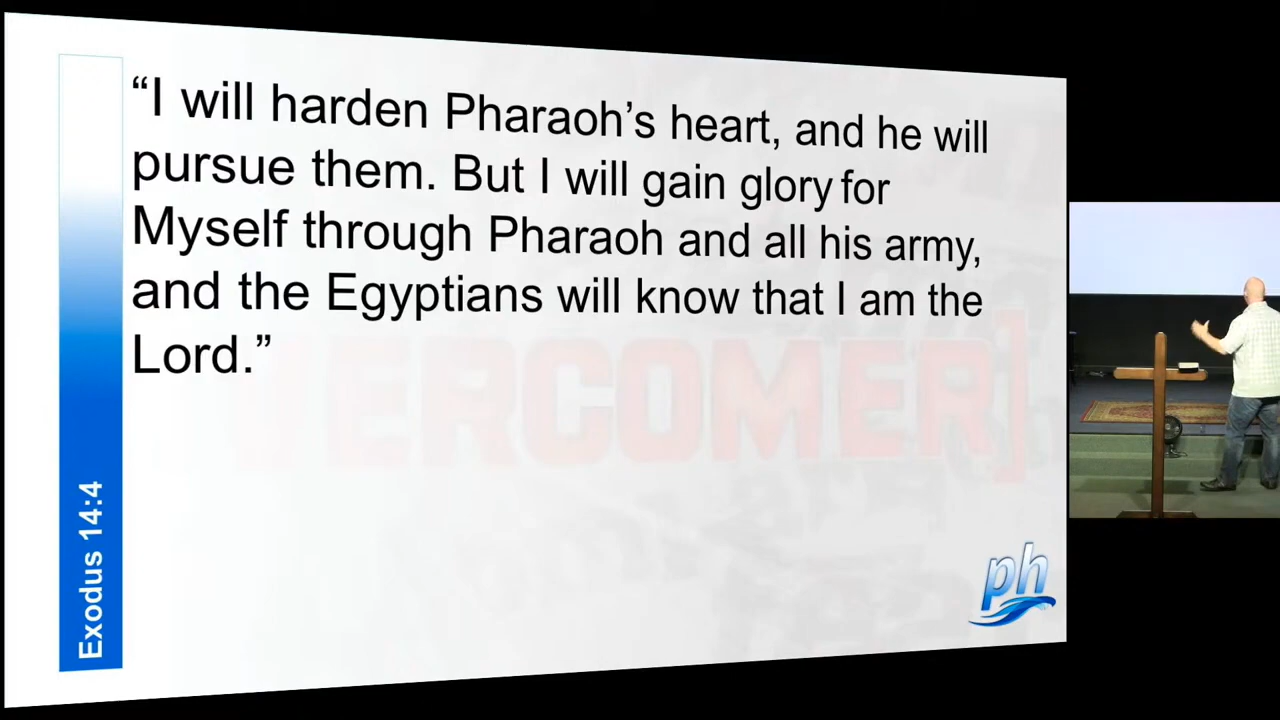 “I will harden Pharaoh’s heart, and he will
pursue them. But I will gain glory for
Myself through Pharaoh and all his army,
and the Egyptians will know that I am the
Lord.”
ERCOMER]
Exodus 14:4
ph